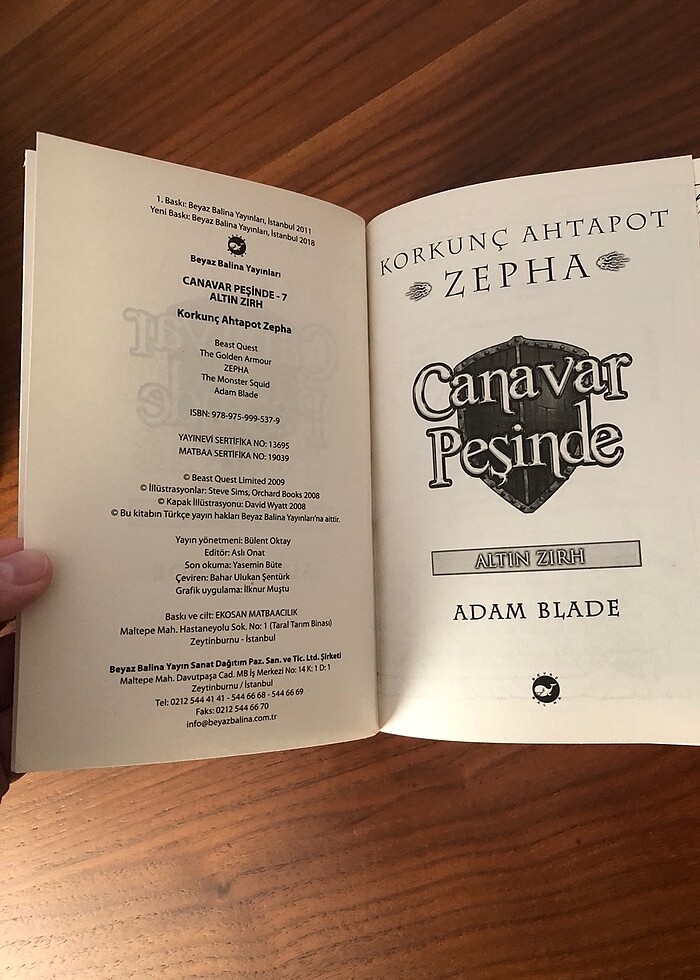 1. Baskı: Beyaz Balina Yayınları, İstanbul 2011
Yeni Baskı: Beyaz Balina Yayınları, İstanbul 2018
Beyaz Balina Yayınları
CANAVAR PEŞİNDE - 7
ALTIN ZIRH
Korkunç Ahtapot Zepha
Beast Quest
The Golden Armour
ZEPHA
The Monster Squid
Adam Blade
ISBN: 978-975-999-537-9
YAYINEVİ SERTİFİKA NO: 13695
MATBAA SERTİFİKA NO: 19039
© Beast Quest Limited 2009
© İllüstrasyonlar: Steve Sims, Orchard Books 2008
© Kapak İllüstrasyonu: David Wyatt 2008
© Bu kitabın Türkçe yayın hakları Beyaz Balina Yayınları'na aittir.
Yayın yönetmeni: Bülent Oktay
Editör: Aslı Onat
Son okuma: Yasemin Büte
Çeviren: Bahar Ulukan Şentürk
Grafik uygulama: İlknur Muştu
Baskı ve cilt: EKOSAN MATBAACILIK
Maltepe Mah. Hastaneyolu Sok. No: 1 (Taral Tarım Binası)
Zeytinburnu - İstanbul
Beyaz Balina Yayın Sanat Dağıtım Paz. San. ve Tic. Ltd. Şirketi
Maltepe Mah. Davutpaşa Cad. MB İş Merkezi No: 14 K: 1 D: 1
Zeytinburnu / İstanbul
Tel: 0212 544 41 41 - 544 66 68 - 544 66 69
Faks: 0212 544 66 70
info@beyazbalina.com.tr
KORKUNÇ AHTAPOT
ZEPHA
Canavar
Peşinde
ALTIN ZIRH
ADAM BLADE